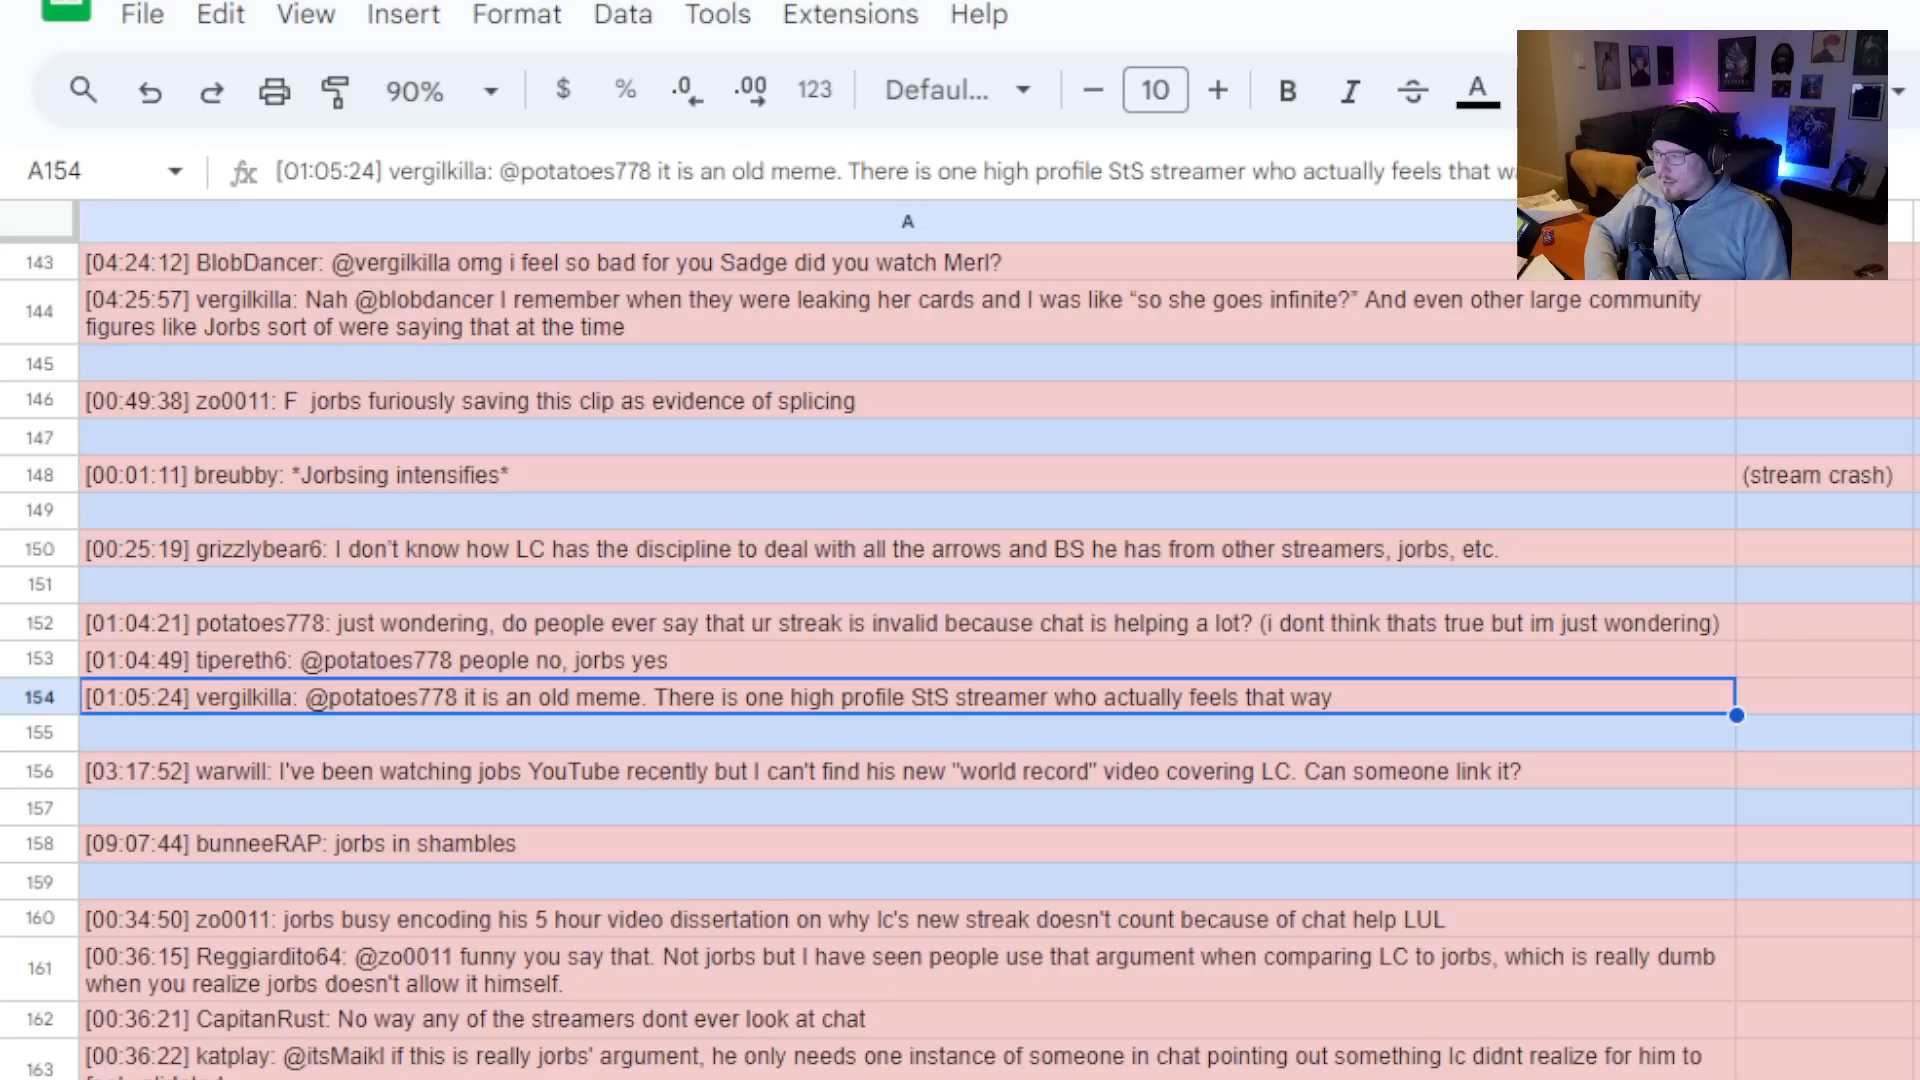 File Edit View Insert Format Data Tools Extensions Help
90% $ % .0 .00 123 Defaul... − 10 + B I S A
A154 fx [01:05:24] vergilkilla: @potatoes778 it is an old meme. There is one high profile StS streamer who actually feels that
A
143 [04:24:12] BlobDancer: @vergilkilla omg i feel so bad for you Sadge did you watch Merl?
144 [04:25:57] vergilkilla: Nah @blobdancer I remember when they were leaking her cards and I was like “so she goes infinite?” And even other large community
figures like Jorbs sort of were saying that at the time
145
146 [00:49:38] zo0011: F  jorbs furiously saving this clip as evidence of splicing
147
148 [00:01:11] breubby: *Jorbsing intensifies* (stream crash)
149
150 [00:25:19] grizzlybear6: I don't know how LC has the discipline to deal with all the arrows and BS he has from other streamers, jorbs, etc.
151
152 [01:04:21] potatoes778: just wondering, do people ever say that ur streak is invalid because chat is helping a lot? (i dont think thats true but im just wondering)
153 [01:04:49] tipereth6: @potatoes778 people no, jorbs yes
154 [01:05:24] vergilkilla: @potatoes778 it is an old meme. There is one high profile StS streamer who actually feels that way
155
156 [03:17:52] warwill: I've been watching jobs YouTube recently but I can't find his new "world record" video covering LC. Can someone link it?
157
158 [09:07:44] bunneeRAP: jorbs in shambles
159
160 [00:34:50] zo0011: jorbs busy encoding his 5 hour video dissertation on why lc's new streak doesn't count because of chat help LUL
161 [00:36:15] Reggiardito64: @zo0011 funny you say that. Not jorbs but I have seen people use that argument when comparing LC to jorbs, which is really dumb
when you realize jorbs doesn't allow it himself.
162 [00:36:21] CapitanRust: No way any of the streamers dont ever look at chat
163 [00:36:22] katplay: @itsMaikl if this is really jorbs' argument, he only needs one instance of someone in chat pointing out something lc didnt realize for him to